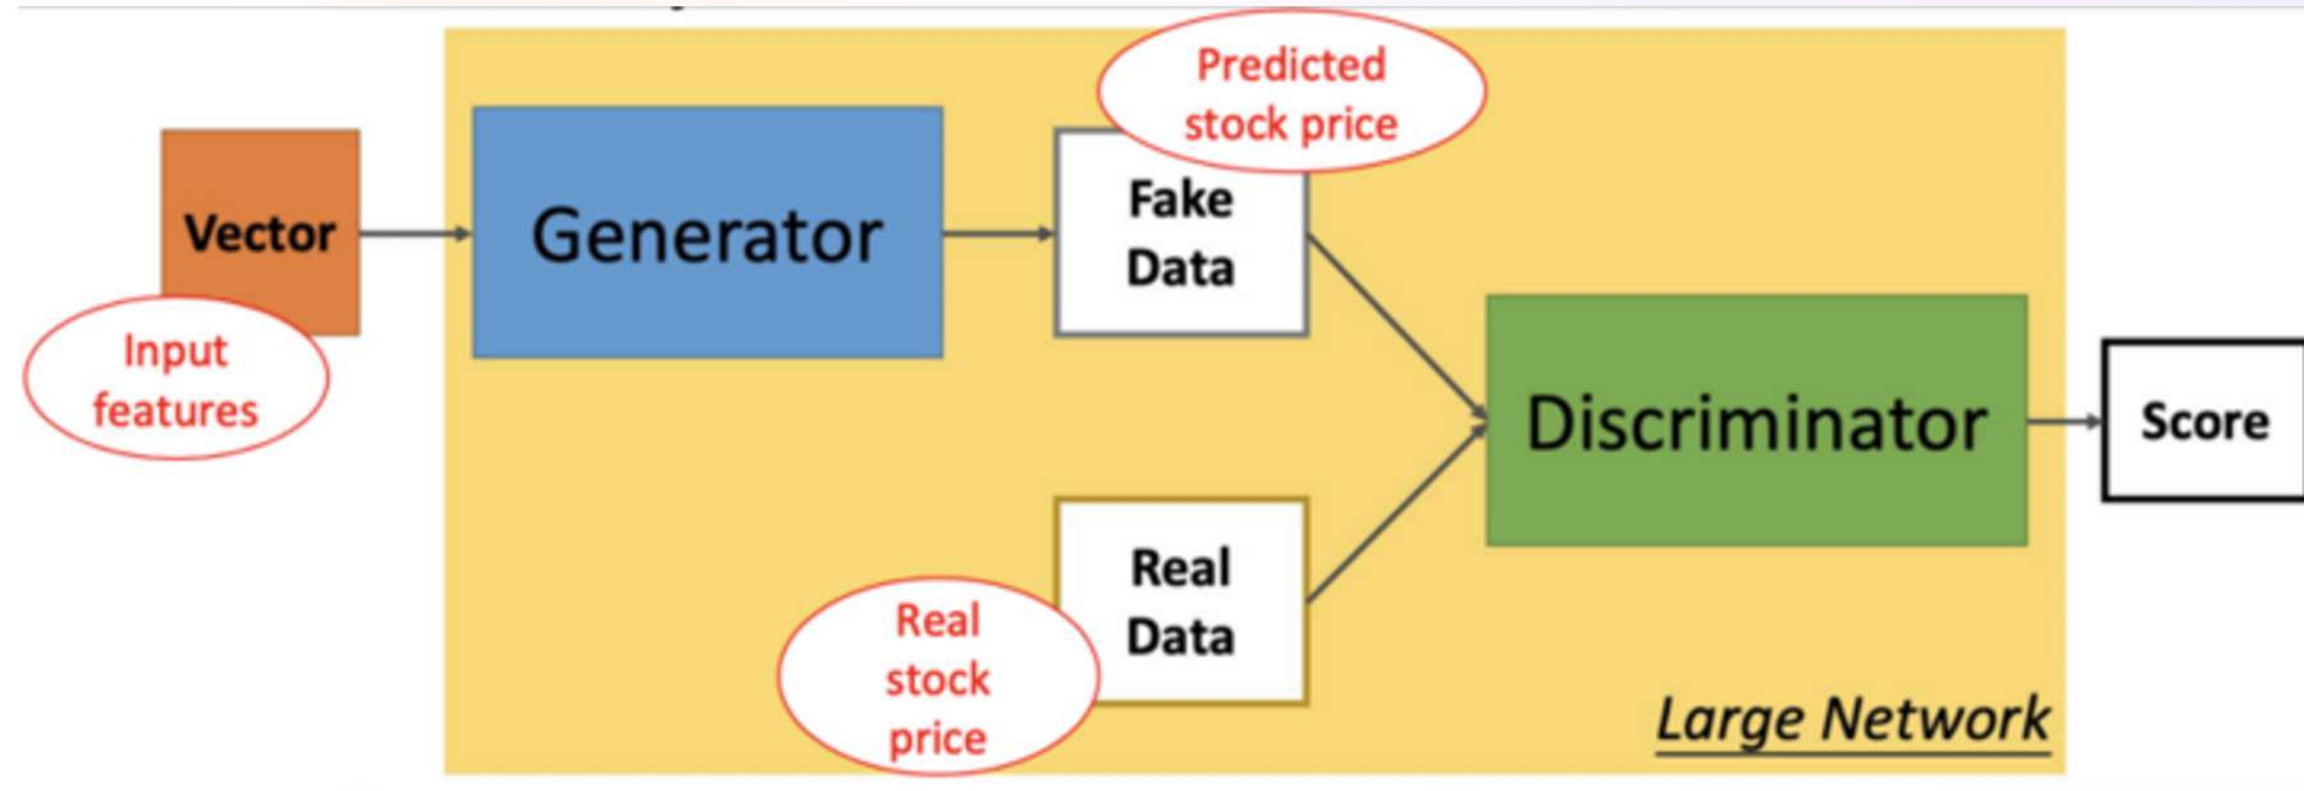 Predicted
stock price
Vector
Generator
Fake
Data
Input
features
Discriminator
Score
Real
Data
Real
stock
price
Large Network